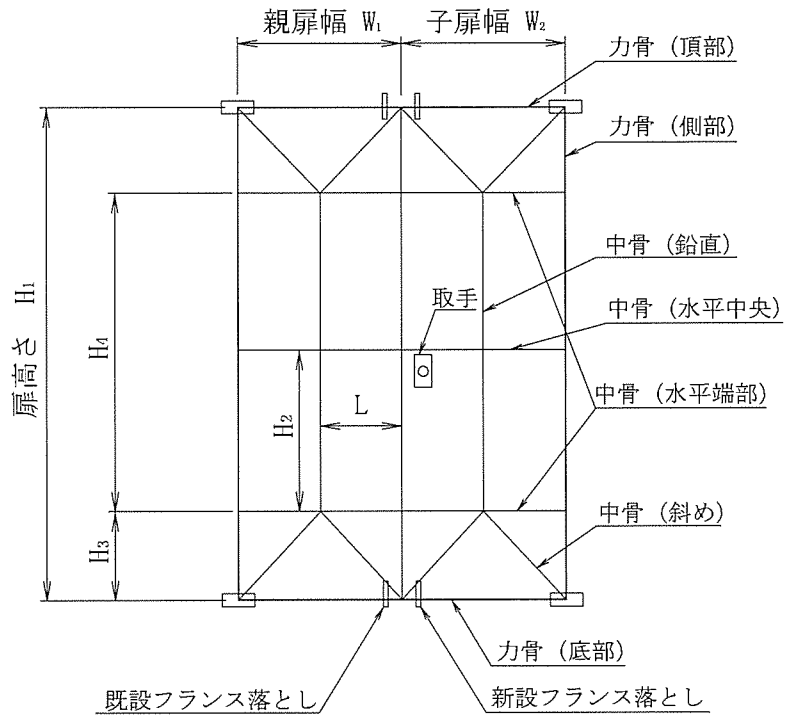 親扉幅 W₁
子扉幅 W₂
力骨 (頂部)
力骨 (側部)
中骨 (鉛直)
取手
中骨 (水平中央)
扉高さ H₁
H₄
H₂
L
中骨 (水平端部)
H₃
中骨 (斜め)
力骨 (底部)
既設フランス落とし
新設フランス落とし